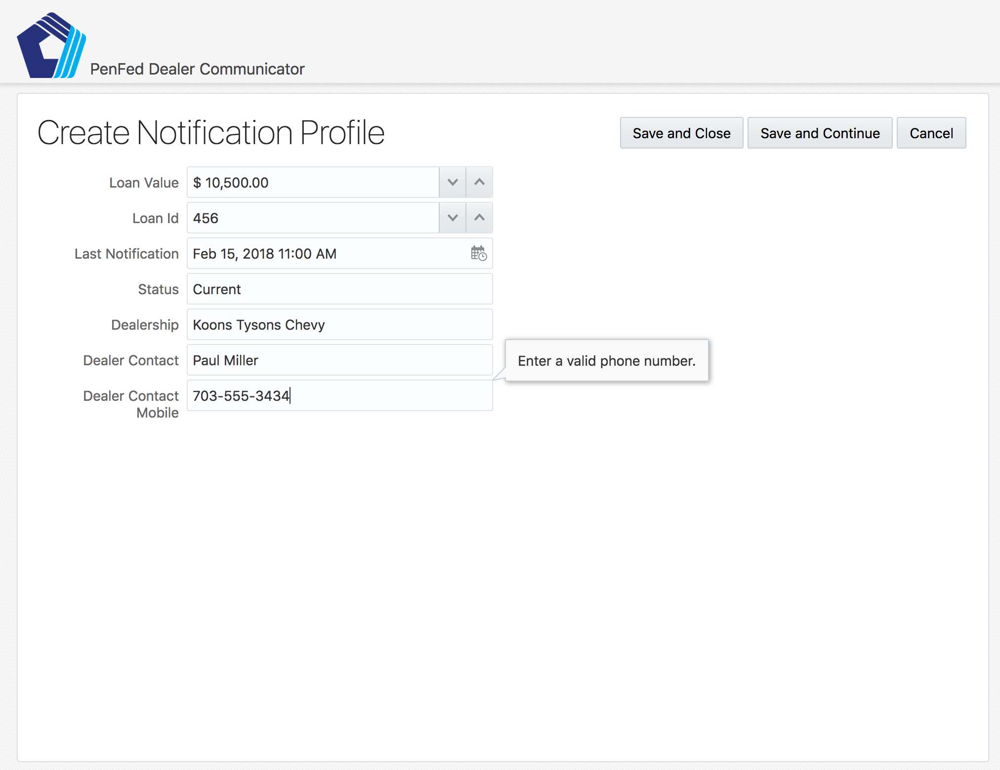 PenFed Dealer Communicator
Create Notification Profile
Save and Close
Save and Continue
Cancel
Loan Value
$ 10,500.00
Loan Id
456
Last Notification
Feb 15, 2018 11:00 AM
Status
Current
Dealership
Koons Tysons Chevy
Dealer Contact
Paul Miller
Enter a valid phone number.
Dealer Contact
Mobile
703-555-3434